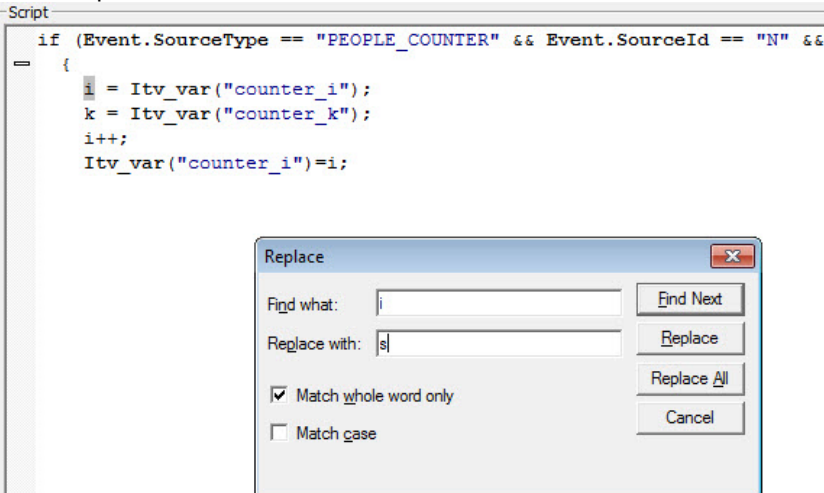 Script
if (Event.SourceType == "PEOPLE_COUNTER" && Event.SourceId == "N" &&
{
i = Itv_var("counter_i");
k = Itv_var("counter_k");
i++;
Itv_var("counter_i")=i;
Replace
Find what: i
Find Next
Replace with: s
Replace
Replace All
Match whole word only
Cancel
Match case